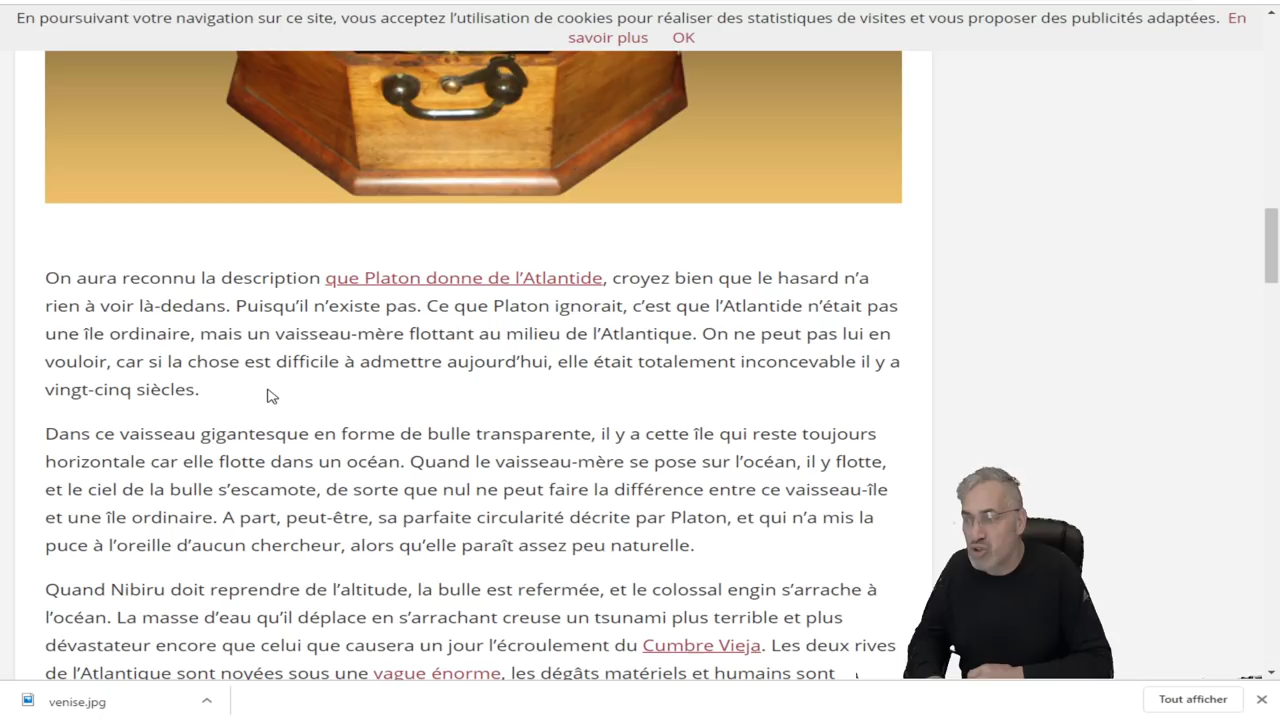 En poursuivant votre navigation sur ce site, vous acceptez l’utilisation de cookies pour réaliser des statistiques de visites et vous proposer des publicités adaptées. En
savoir plus OK
On aura reconnu la description que Platon donne de l’Atlantide, croyez bien que le hasard n’a
rien à voir là-dedans. Puisqu’il n’existe pas. Ce que Platon ignorait, c’est que l’Atlantide n’était pas
une île ordinaire, mais un vaisseau-mère flottant au milieu de l’Atlantique. On ne peut pas lui en
vouloir, car si la chose est difficile à admettre aujourd’hui, elle était totalement inconcevable il y a
vingt-cinq siècles.
Dans ce vaisseau gigantesque en forme de bulle transparente, il y a cette île qui reste toujours
horizontale car elle flotte dans un océan. Quand le vaisseau-mère se pose sur l’océan, il y flotte,
et le ciel de la bulle s’escamote, de sorte que nul ne peut faire la différence entre ce vaisseau-île
et une île ordinaire. A part, peut-être, sa parfaite circularité décrite par Platon, et qui n’a mis la
puce à l’oreille d’aucun chercheur, alors qu’elle paraît assez peu naturelle.
Quand Nibiru doit reprendre de l’altitude, la bulle est refermée, et le colossal engin s’arrache à
l’océan. La masse d’eau qu’il déplace en s’arrachant creuse un tsunami plus terrible et plus
dévastateur encore que celui que causera un jour l’écroulement du Cumbre Vieja. Les deux rives
de l’Atlantique sont noyées sous une vague énorme, les dégâts matériels et humains sont
venise.jpg
Tout afficher